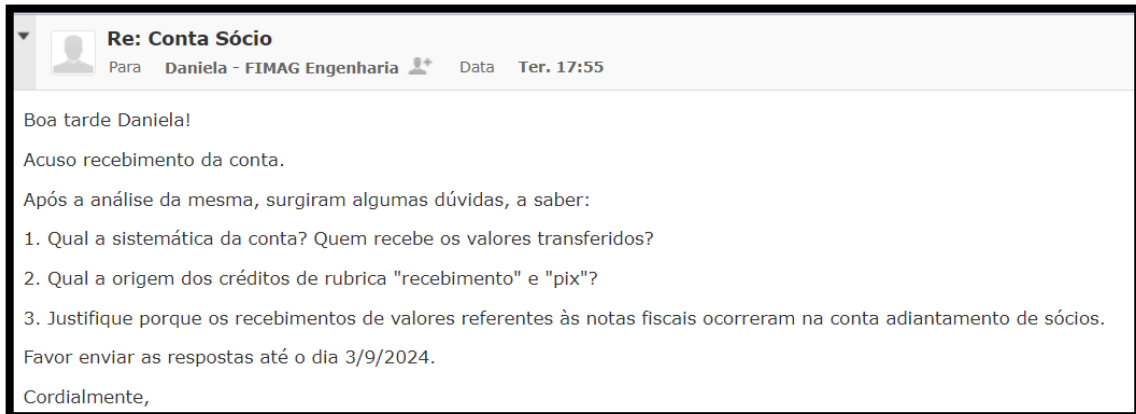 Re: Conta Sócio
Para Daniela - FIMAG Engenharia Data Ter. 17:55
Boa tarde Daniela!
Acuso recebimento da conta.
Após a análise da mesma, surgiram algumas dúvidas, a saber:
1. Qual a sistemática da conta? Quem recebe os valores transferidos?
2. Qual a origem dos créditos de rubrica "recebimento" e "pix"?
3. Justifique porque os recebimentos de valores referentes às notas fiscais ocorreram na conta adiantamento de sócios.
Favor enviar as respostas até o dia 3/9/2024.
Cordialmente,